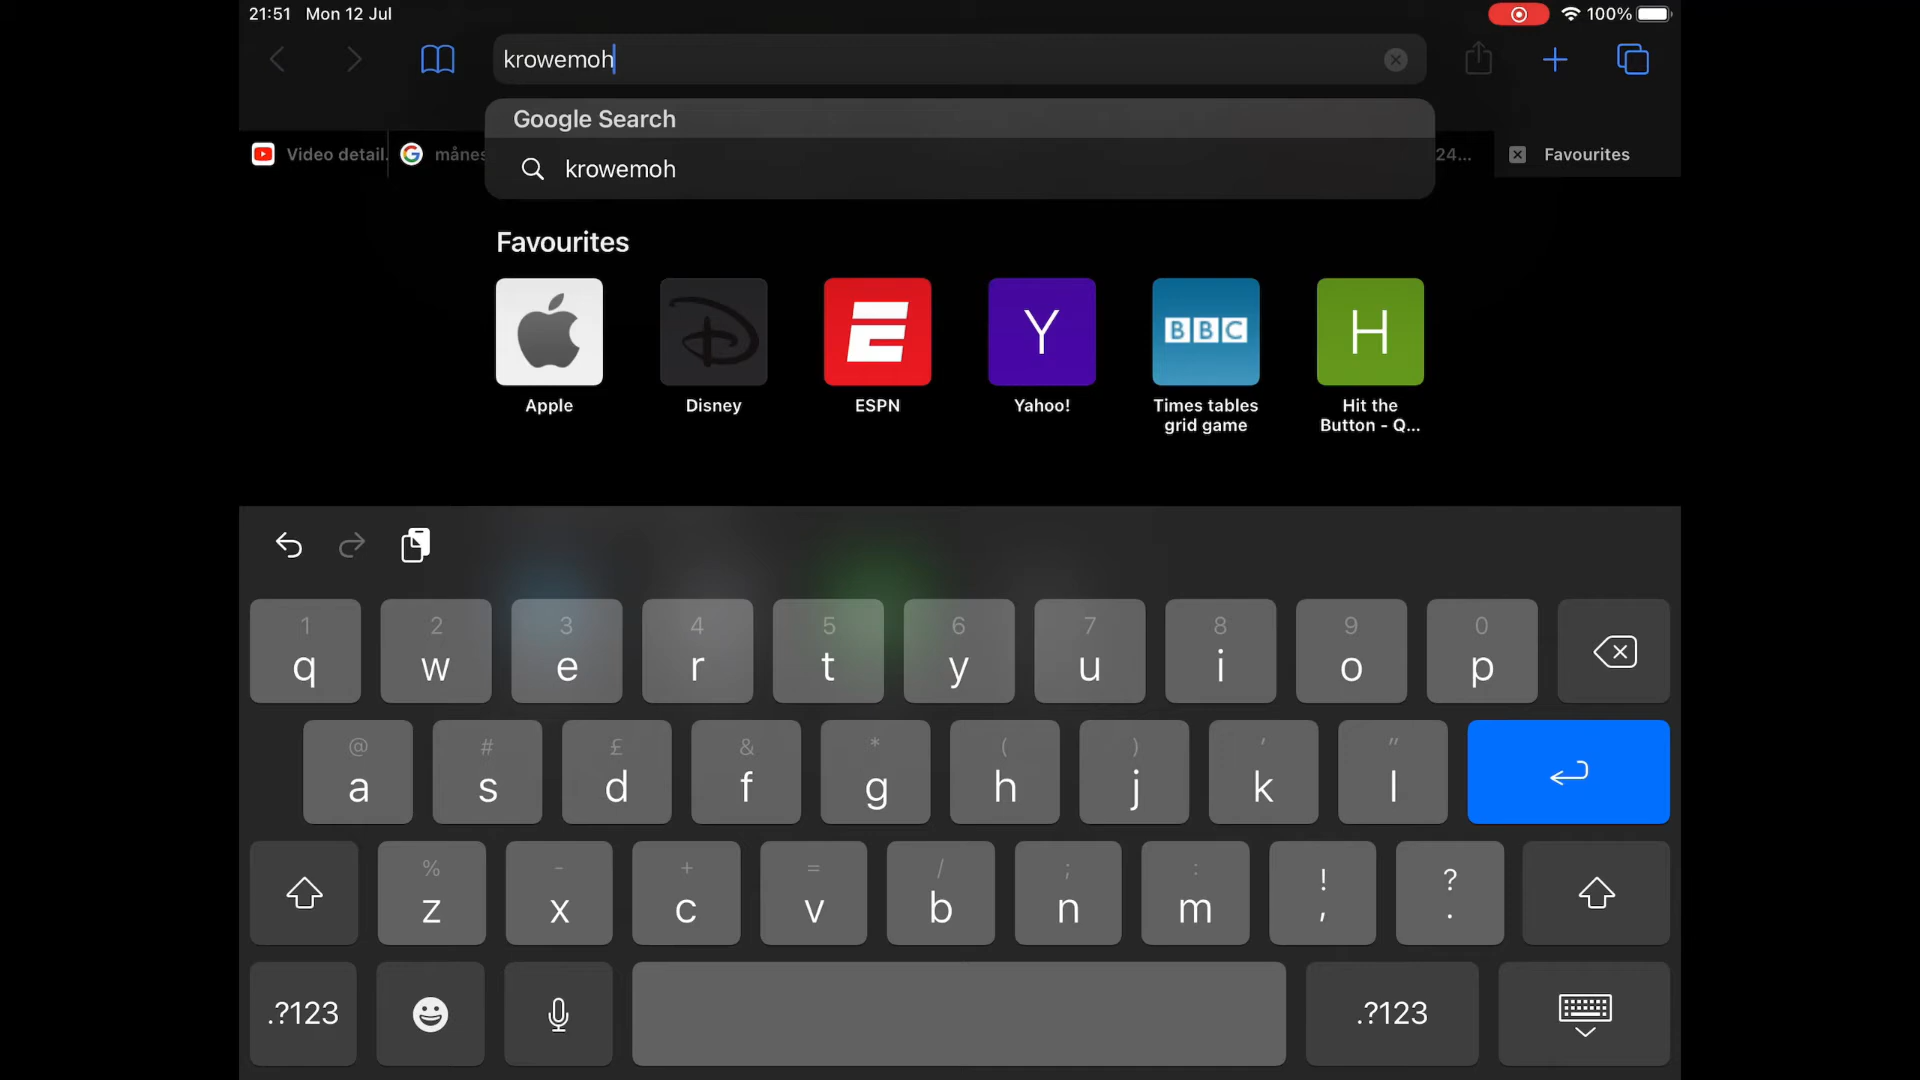 21:51 Mon 12 Jul 100%
krowemoh
Google Search
krowemoh
Video detail. månes 24... Favourites
Favourites
E Y BBC H
Apple Disney ESPN Yahoo! Times tables Hit the
grid game Button - Q...
1 2 3 4 5 6 7 8 9 0
q w e r t y u i o p
@ # £ & * ( ) ' "
a s d f g h j k l
% - + = / ; : ! ?
z x c v b n m , .
.?123 .?123